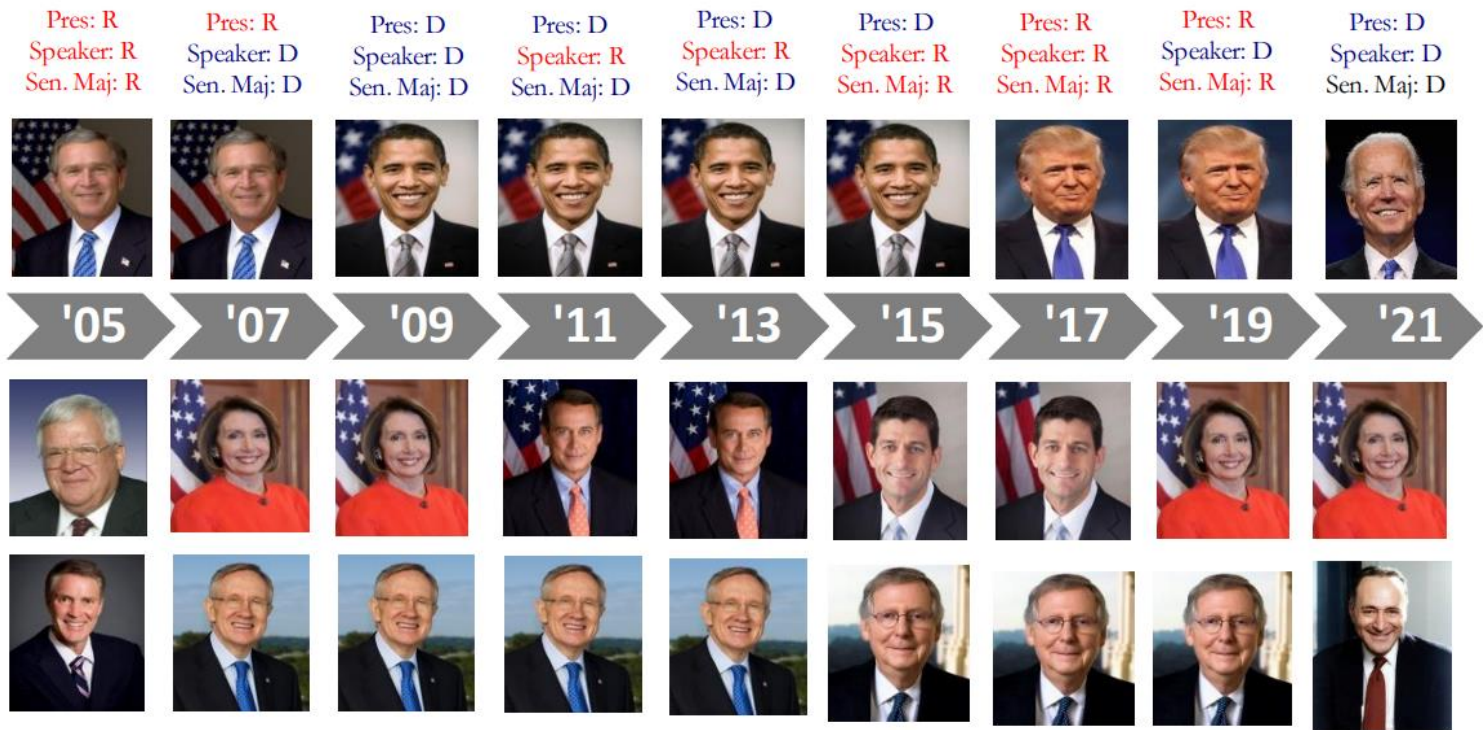 Pres: R
Speaker: R
Sen. Maj: R
Pres: R
Speaker: D
Sen. Maj: D
Pres: D
Speaker: D
Sen. Maj: D
Pres: D
Speaker: R
Sen. Maj: D
Pres: D
Speaker: R
Sen. Maj: D
Pres: D
Speaker: R
Sen. Maj: R
Pres: R
Speaker: R
Sen. Maj: R
Pres: R
Speaker: D
Sen. Maj: R
Pres: D
Speaker: D
Sen. Maj: D
'05
'07
'09
'11
'13
'15
'17
'19
'21